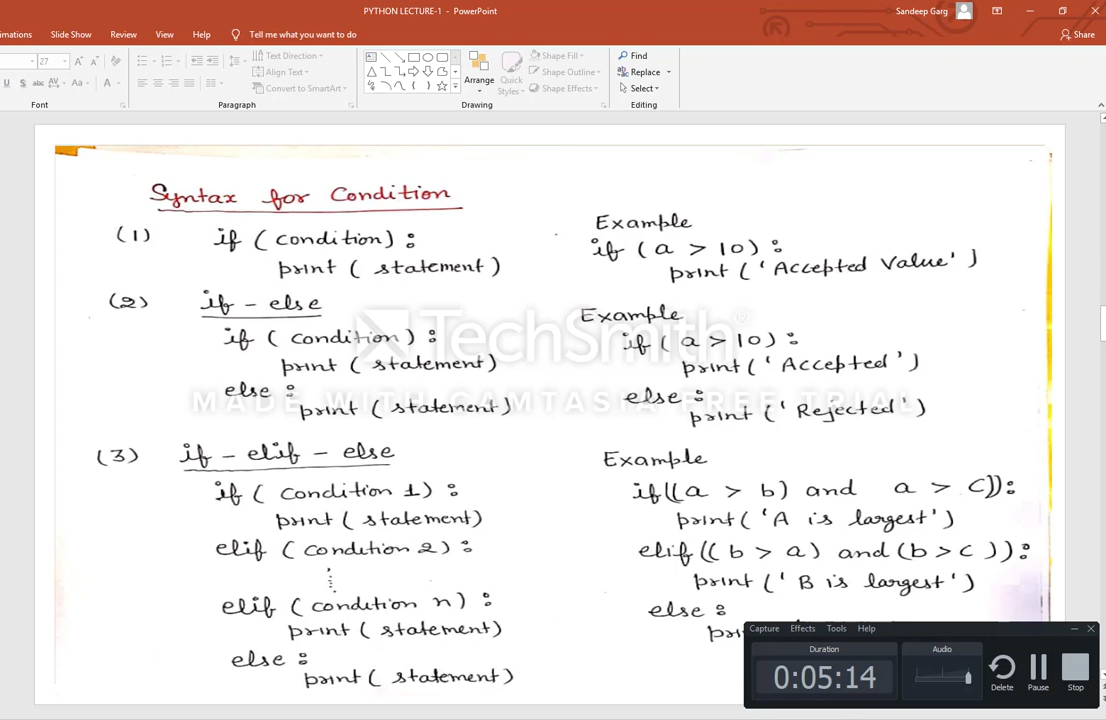 PYTHON LECTURE-1 - PowerPoint
Sandeep Garg
nimations Slide Show Review View Help Tell me what you want to do
Share
27 A A
Text Direction
Align Text
Convert to SmartArt
U S abc AV Aa A
Arrange
Quick Styles
Shape Fill
Shape Outline
Shape Effects
Find
Replace
Select
Font Paragraph Drawing Editing
Syntax for Condition
(1) if (condition) :
print ( statement )
Example
if ( a > 10 ) :
print ( 'Accepted Value' )
(2) if - else
if ( condition ) :
print ( statement )
else :
print ( statement )
Example
if ( a > 10 ) :
print ( 'Accepted' )
else :
print ( 'Rejected' )
(3) if - elif - else
if ( condition 1 ) :
print ( statement )
elif ( condition 2 ) :
⋮
elif ( condition n ) :
print ( statement )
else :
print ( statement )
Example
if((a > b) and a > c)):
print( 'A is largest' )
elif(( b > a) and (b > c )):
print ( 'B is largest' )
else :
TechSmith®
MADE WITH CAMTASIA FREE TRIAL
Capture Effects Tools Help
Duration
0:05:14
Audio
Delete Pause Stop